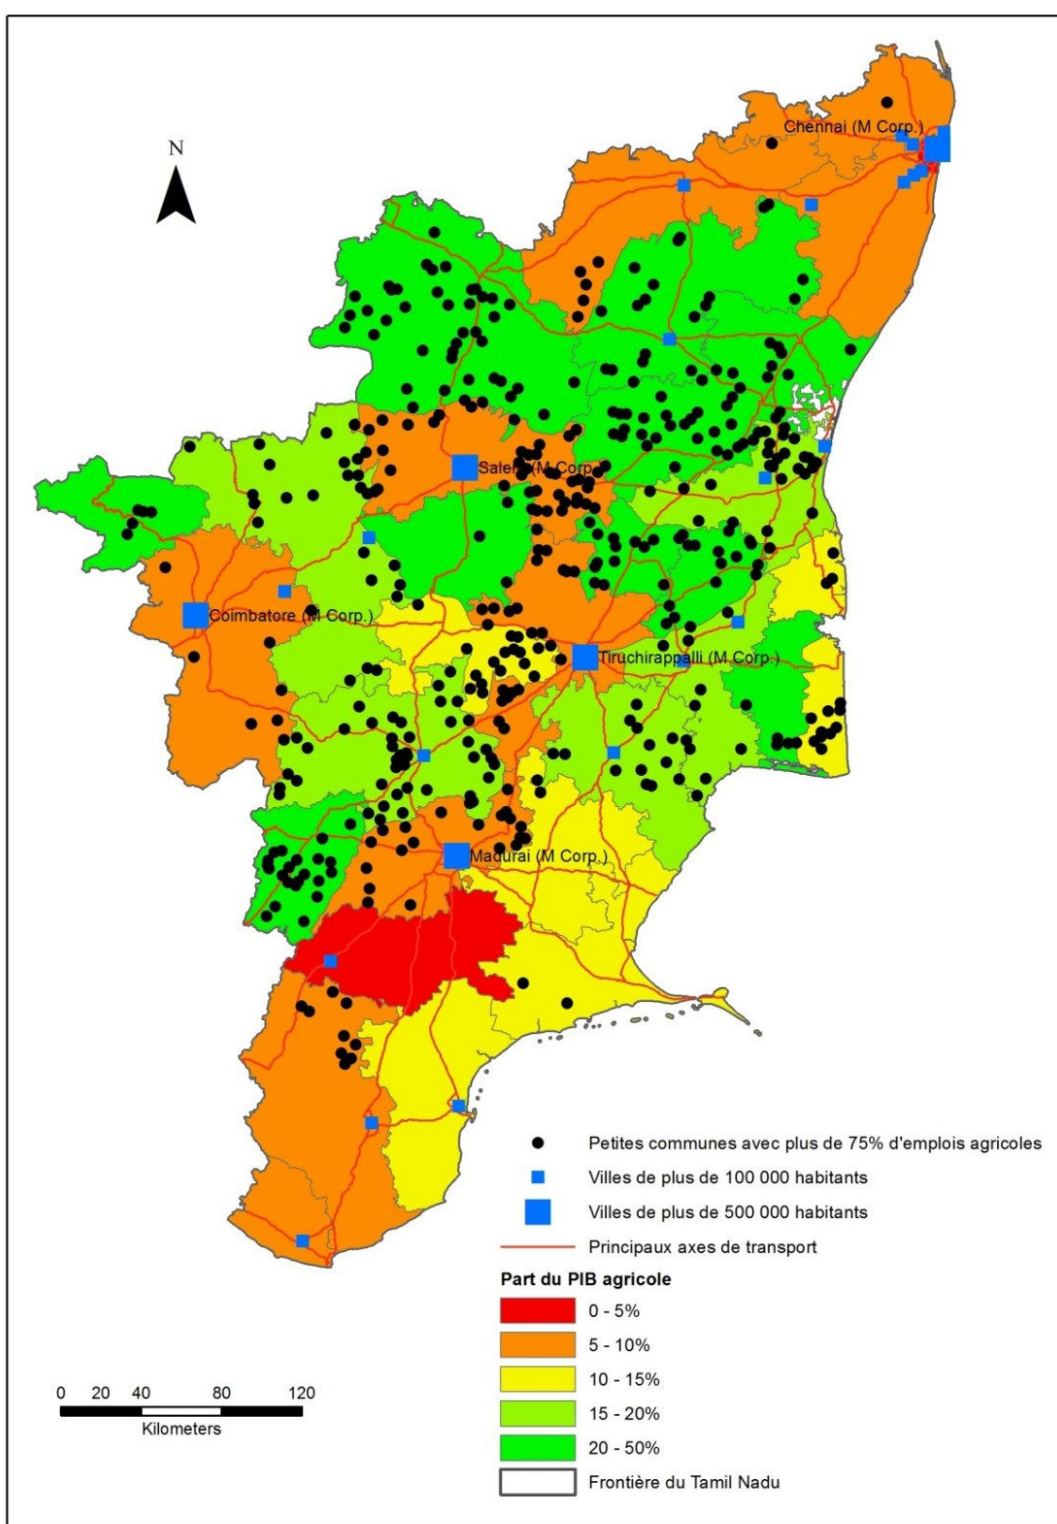 N
Chennai (M Corp.)
Salem (M Corp.)
Coimbatore (M Corp.)
Tiruchirappalli (M Corp.)
Madurai (M Corp.)
Petites communes avec plus de 75% d'emplois agricoles
Villes de plus de 100 000 habitants
Villes de plus de 500 000 habitants
Principaux axes de transport
Part du PIB agricole
0 - 5%
5 - 10%
10 - 15%
15 - 20%
20 - 50%
Frontière du Tamil Nadu
0 20 40 80 120
Kilometers